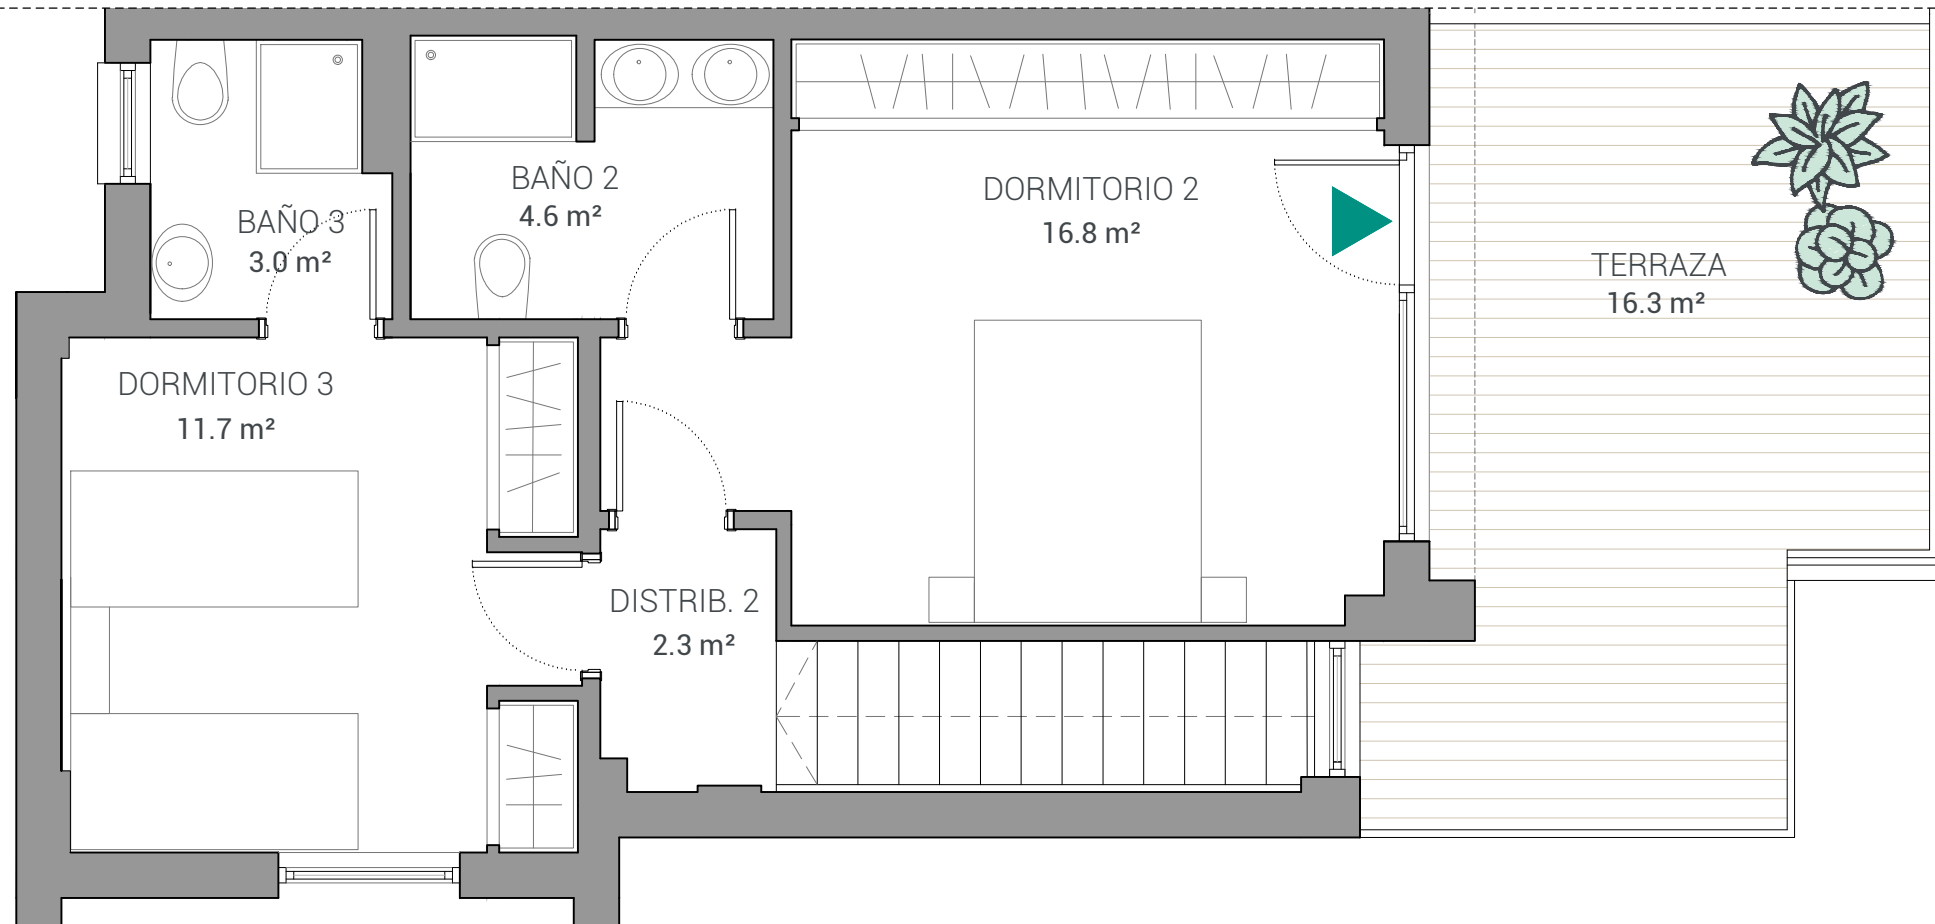 BAÑO 2
4.6 m²
DORMITORIO 2
16.8 m²
BAÑO 3
3.0 m²
TERRAZA
16.3 m²
DORMITORIO 3
11.7 m²
DISTRIB. 2
2.3 m²